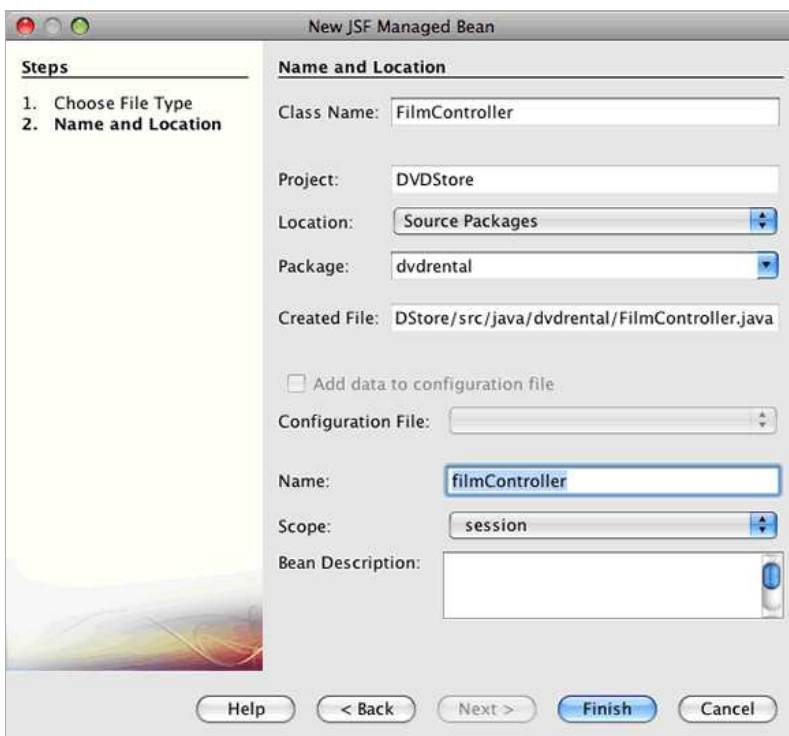 New JSF Managed Bean
Steps
1. Choose File Type
2. Name and Location
Name and Location
Class Name: FilmController
Project: DVDStore
Location: Source Packages
Package: dvdrental
Created File: DStore/src/java/dvdrental/FilmController.java
Add data to configuration file
Configuration File:
Name: filmController
Scope: session
Bean Description:
Help < Back Next > Finish Cancel